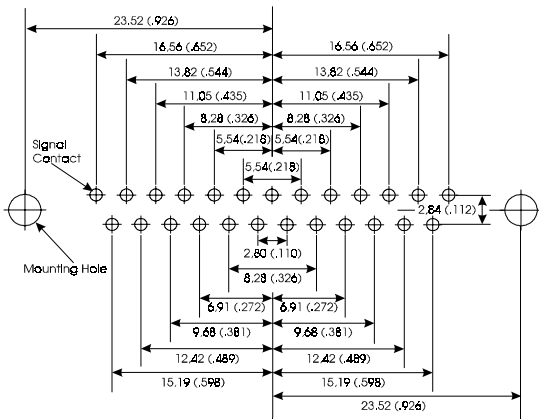 23.52 (.926)
16.56 (.652) 16.56 (.652)
13.82 (.544) 13.82 (.544)
11.05 (.435) 11.05 (.435)
8.28 (.326) 8.28 (.326)
5.54(.218) 5.54(.218)
Signal
Contact
5.54(.218)
2.84 (.112)
2.80 (.110)
Mounting Hole
8.28 (.326)
6.91 (.272) 6.91 (.272)
9.68 (.381) 9.68 (.381)
12.42 (.489) 12.42 (.489)
15.19 (.598) 15.19 (.598)
23.52 (.926)